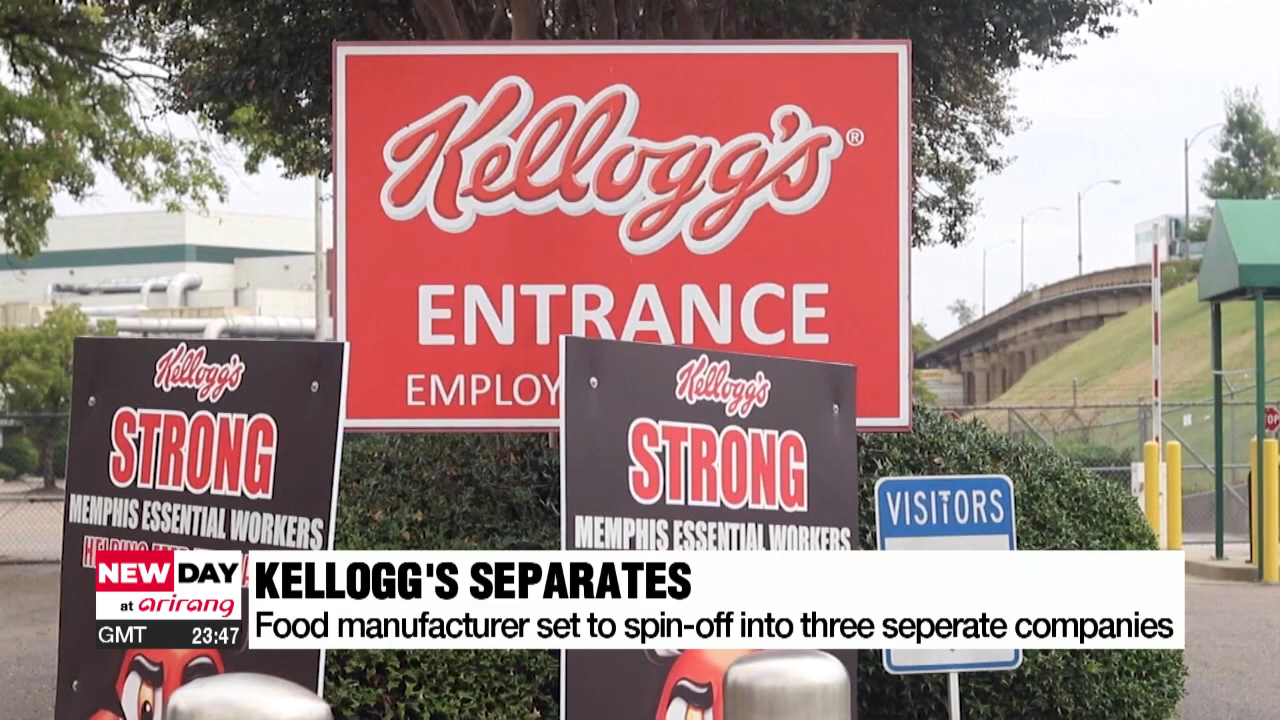 Kellogg's®
ENTRANCE
EMPLOY
Kellogg's
STRONG
MEMPHIS ESSENTIAL WORKERS
Kellogg's
STRONG
MEMPHIS ESSENTIAL WORKERS
VISITORS
NEW DAY
at arirang
GMT 23:47
KELLOGG'S SEPARATES
Food manufacturer set to spin-off into three seperate companies